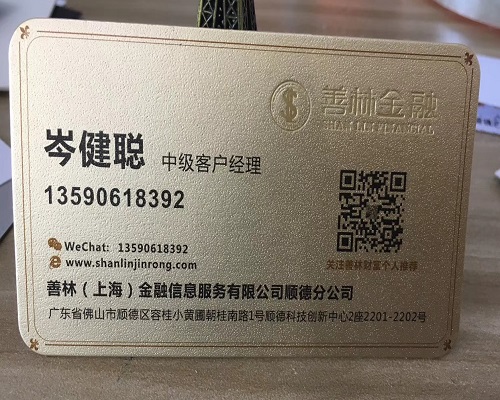 善林金融
SHAN LIN FINANCIAL
岑健聪 中级客户经理
13590618392
WeChat: 13590618392
www.shanlinjinrong.com
关注善林财富个人推荐
善林（上海）金融信息服务有限公司顺德分公司
广东省佛山市顺德区容桂小黄圃朝桂南路1号顺德科技创新中心2座2201-2202号